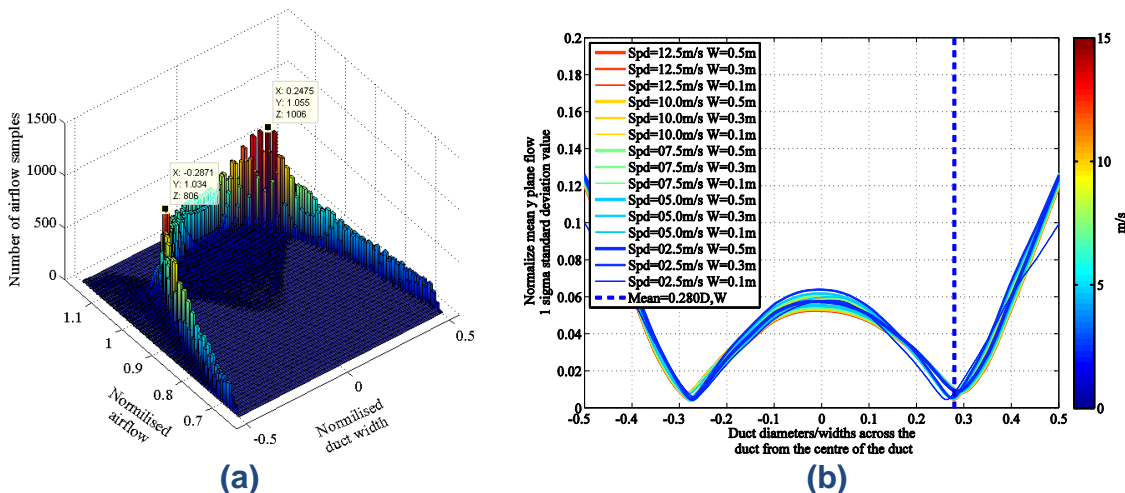 Number of airflow samples
1500
1000
500
0
X: 0.2475
Y: 1.055
Z: 1006
X: -0.2871
Y: 1.034
Z: 806
1.1
1
0.9
0.8
0.7
Normilised
airflow
-0.5
0
0.5
Normilised
duct width
(a)
Normalize mean y plane flow
1 sigma standard deviation value
0.2
0.18
0.16
0.14
0.12
0.1
0.08
0.06
0.04
0.02
0
Spd=12.5m/s W=0.5m
Spd=12.5m/s W=0.3m
Spd=12.5m/s W=0.1m
Spd=10.0m/s W=0.5m
Spd=10.0m/s W=0.3m
Spd=10.0m/s W=0.1m
Spd=07.5m/s W=0.5m
Spd=07.5m/s W=0.3m
Spd=07.5m/s W=0.1m
Spd=05.0m/s W=0.5m
Spd=05.0m/s W=0.3m
Spd=05.0m/s W=0.1m
Spd=02.5m/s W=0.5m
Spd=02.5m/s W=0.3m
Spd=02.5m/s W=0.1m
Mean=0.280D,W
-0.5 -0.4 -0.3 -0.2 -0.1 0 0.1 0.2 0.3 0.4 0.5
Duct diameters/widths across the
duct from the centre of the duct
15
10
5
0
m/s
(b)